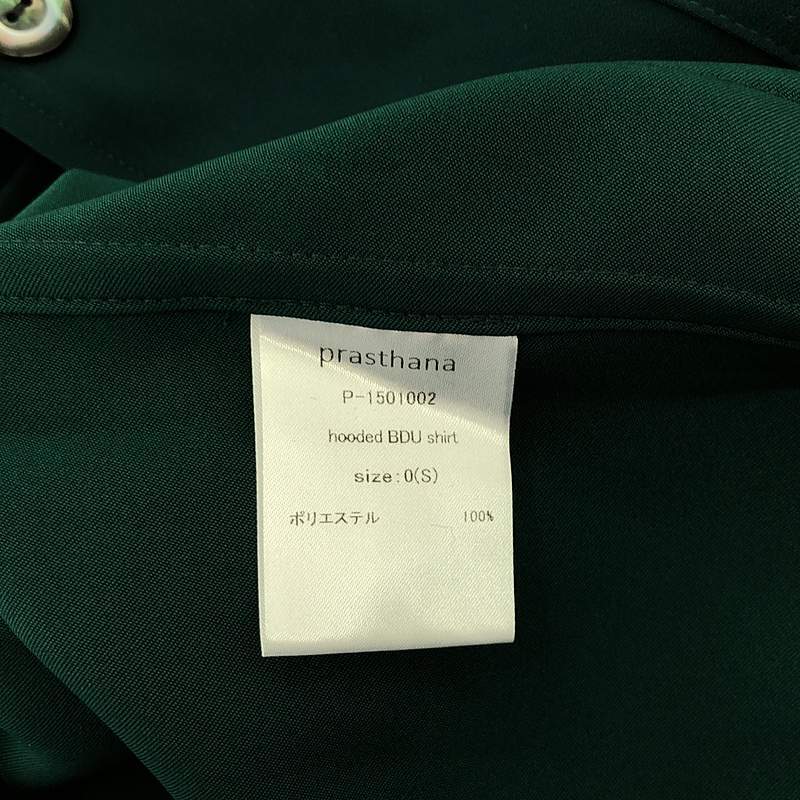 prasthana
P-1501002
hooded BDU shirt
size:0(S)
ポリエステル 100%